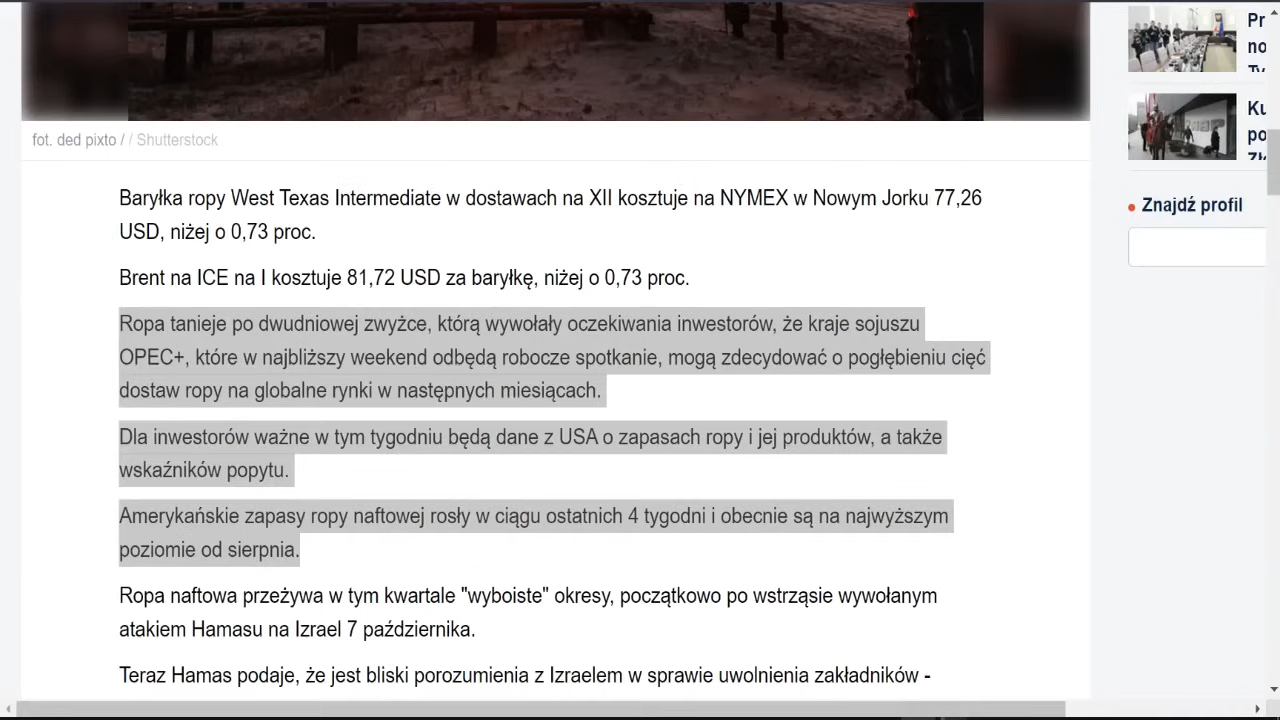 fot. ded pixto / / Shutterstock
Baryłka ropy West Texas Intermediate w dostawach na XII kosztuje na NYMEX w Nowym Jorku 77,26
USD, niżej o 0,73 proc.
Brent na ICE na I kosztuje 81,72 USD za baryłkę, niżej o 0,73 proc.
Ropa tanieje po dwudniowej zwyżce, którą wywołały oczekiwania inwestorów, że kraje sojuszu
OPEC+, które w najbliższy weekend odbędą robocze spotkanie, mogą zdecydować o pogłębieniu cięć
dostaw ropy na globalne rynki w następnych miesiącach.
Dla inwestorów ważne w tym tygodniu będą dane z USA o zapasach ropy i jej produktów, a także
wskaźników popytu.
Amerykańskie zapasy ropy naftowej rosły w ciągu ostatnich 4 tygodni i obecnie są na najwyższym
poziomie od sierpnia.
Ropa naftowa przeżywa w tym kwartale "wyboiste" okresy, początkowo po wstrząsie wywołanym
atakiem Hamasu na Izrael 7 października.
Teraz Hamas podaje, że jest bliski porozumienia z Izraelem w sprawie uwolnienia zakładników -
Pr
no
Ku
po
Znajdź profil